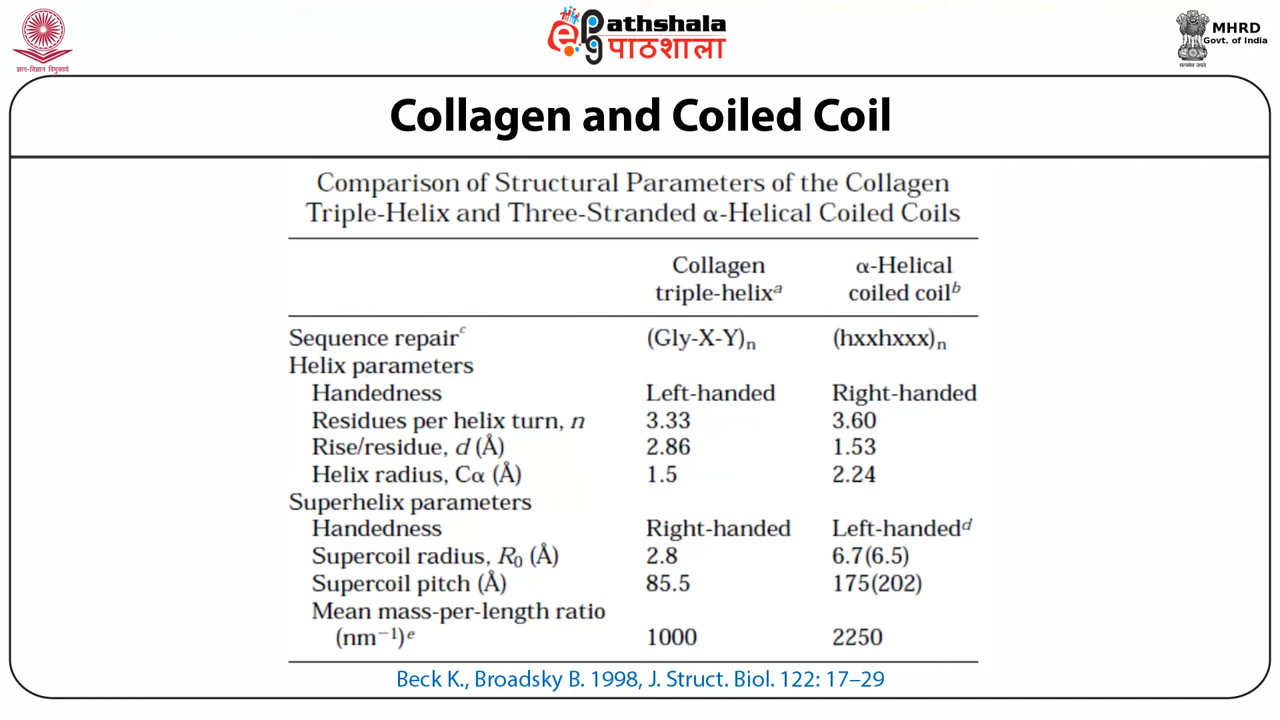 ज्ञान-विज्ञान विमुक्तये
ePGathshala
पाठशाला
MHRD
Govt. of India
सत्यमेव जयते
Collagen and Coiled Coil
Comparison of Structural Parameters of the Collagen
Triple-Helix and Three-Stranded α-Helical Coiled Coils
Collagen α-Helical
triple-helixᵃ coiled coilᵇ
Sequence repairᶜ (Gly-X-Y)ₙ (hxxhxxx)ₙ
Helix parameters
Handedness Left-handed Right-handed
Residues per helix turn, n 3.33 3.60
Rise/residue, d (Å) 2.86 1.53
Helix radius, Cα (Å) 1.5 2.24
Superhelix parameters
Handedness Right-handed Left-handedᵈ
Supercoil radius, R₀ (Å) 2.8 6.7(6.5)
Supercoil pitch (Å) 85.5 175(202)
Mean mass-per-length ratio
(nm⁻¹)ᵉ 1000 2250
Beck K., Broadsky B. 1998, J. Struct. Biol. 122: 17–29